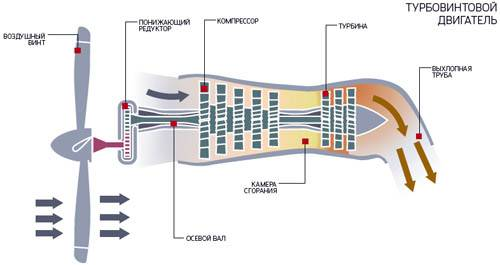 ТУРБОВИНТОВОЙ
ДВИГАТЕЛЬ
ВОЗДУШНЫЙ
ВИНТ
ПОНИЖАЮЩИЙ
РЕДУКТОР
КОМПРЕССОР
ТУРБИНА
ВЫХЛОПНАЯ
ТРУБА
КАМЕРА
СГОРАНИЯ
ОСЕВОЙ ВАЛ